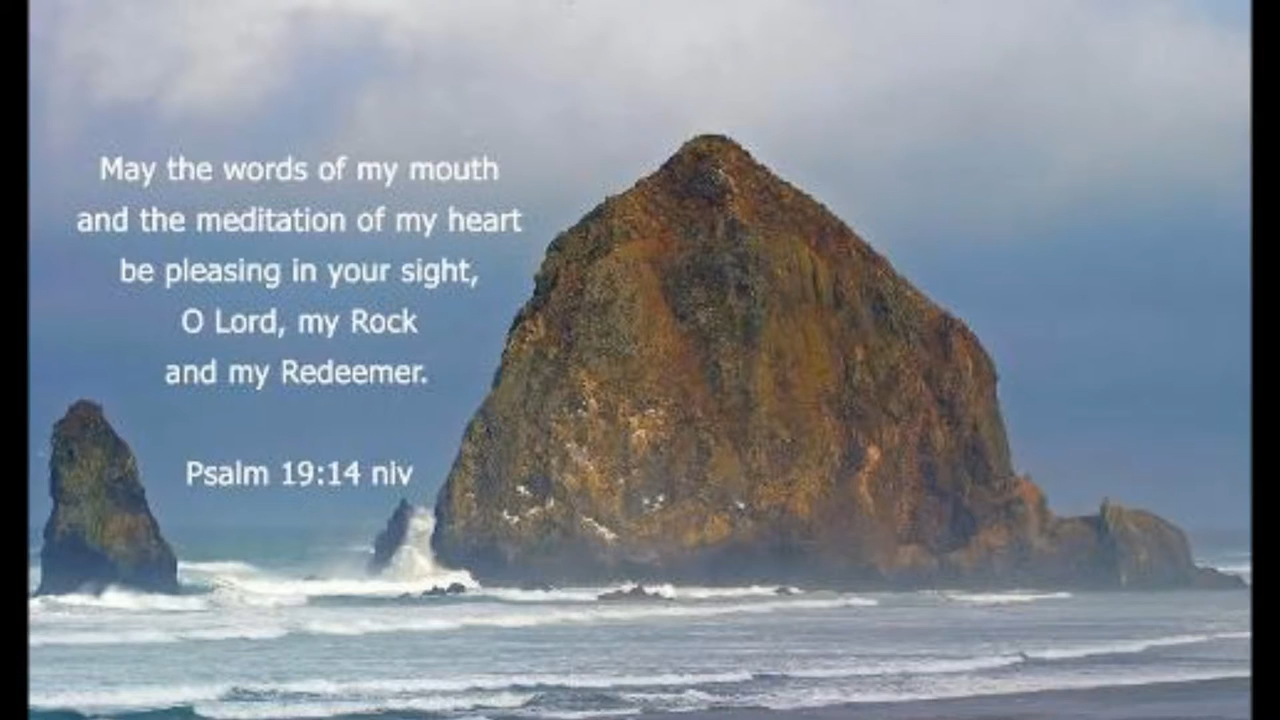 May the words of my mouth
and the meditation of my heart
be pleasing in your sight,
O Lord, my Rock
and my Redeemer.
Psalm 19:14 niv